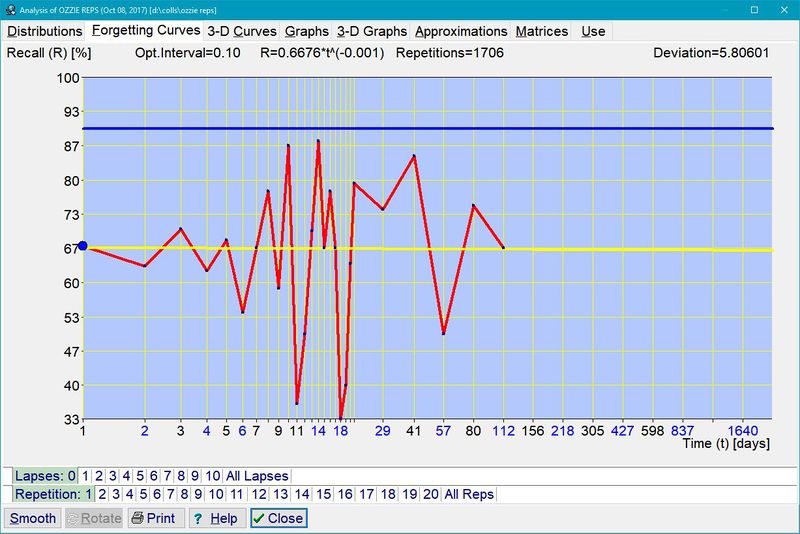 Analysis of OZZIE REPS (Oct 08, 2017) [d:\colls\ozzie reps]
Distributions Forgetting Curves 3-D Curves Graphs 3-D Graphs Approximations Matrices Use
Recall (R) [%] Opt.Interval=0.10 R=0.6676*t^(-0.001) Repetitions=1706 Deviation=5.80601
100
93
87
80
73
67
60
53
47
40
33
1 2 3 4 5 6 7 9 11 14 18 29 41 57 80 112 156 218 305 427 598 837 1640
Time (t) [days]
Lapses: 0 1 2 3 4 5 6 7 8 9 10 All Lapses
Repetition: 1 2 3 4 5 6 7 8 9 10 11 12 13 14 15 16 17 18 19 20 All Reps
Smooth Rotate Print ? Help Close